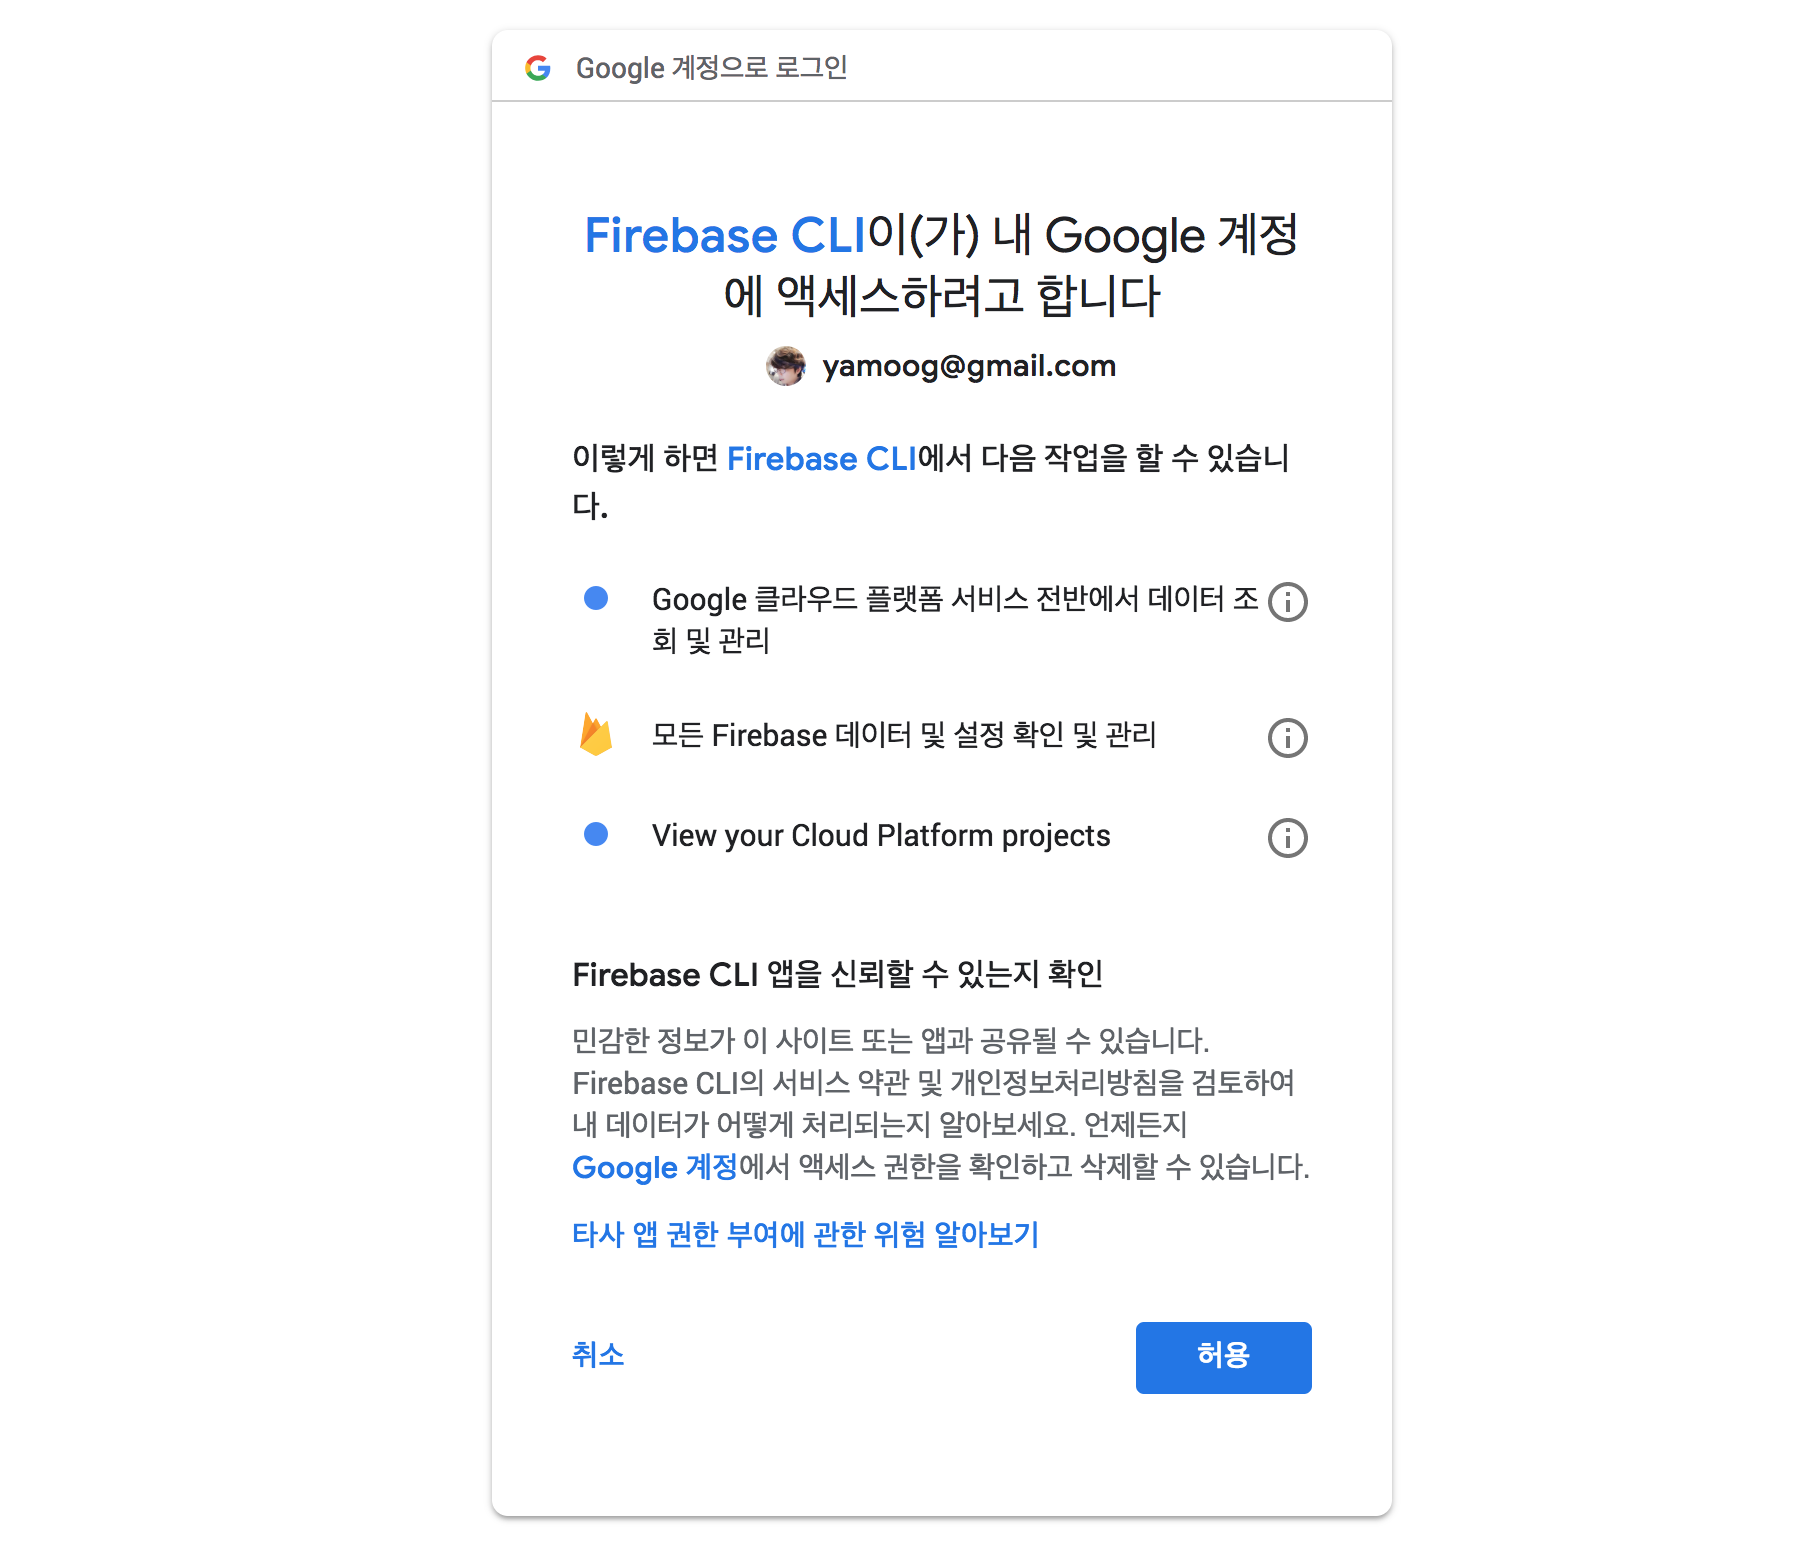 Google 계정으로 로그인
Firebase CLI이(가) 내 Google 계정
에 액세스하려고 합니다
yamoog@gmail.com
이렇게 하면 Firebase CLI에서 다음 작업을 할 수 있습니
다.
Google 클라우드 플랫폼 서비스 전반에서 데이터 조
회 및 관리
모든 Firebase 데이터 및 설정 확인 및 관리
View your Cloud Platform projects
Firebase CLI 앱을 신뢰할 수 있는지 확인
민감한 정보가 이 사이트 또는 앱과 공유될 수 있습니다.
Firebase CLI의 서비스 약관 및 개인정보처리방침을 검토하여
내 데이터가 어떻게 처리되는지 알아보세요. 언제든지
Google 계정에서 액세스 권한을 확인하고 삭제할 수 있습니다.
타사 앱 권한 부여에 관한 위험 알아보기
취소
허용